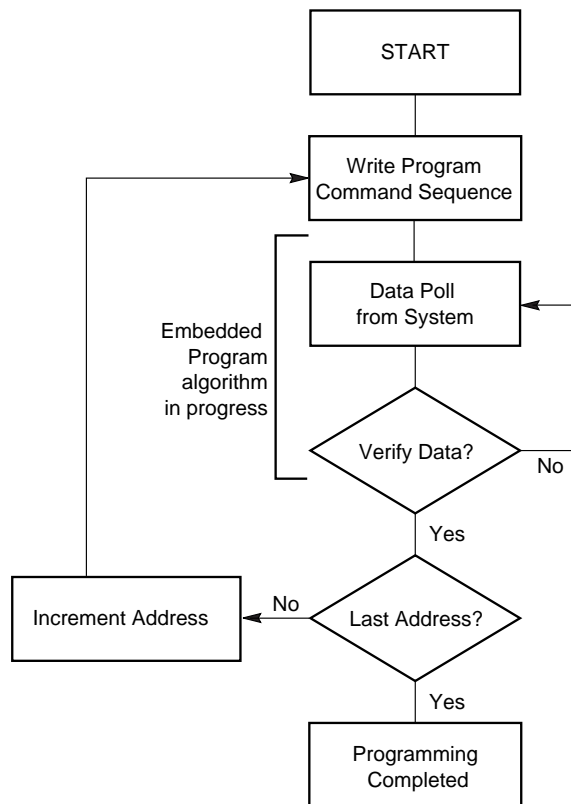 START
Write Program
Command Sequence
Data Poll
from System
Embedded
Program
algorithm
in progress
Verify Data?
No
Yes
Increment Address
No
Last Address?
Yes
Programming
Completed